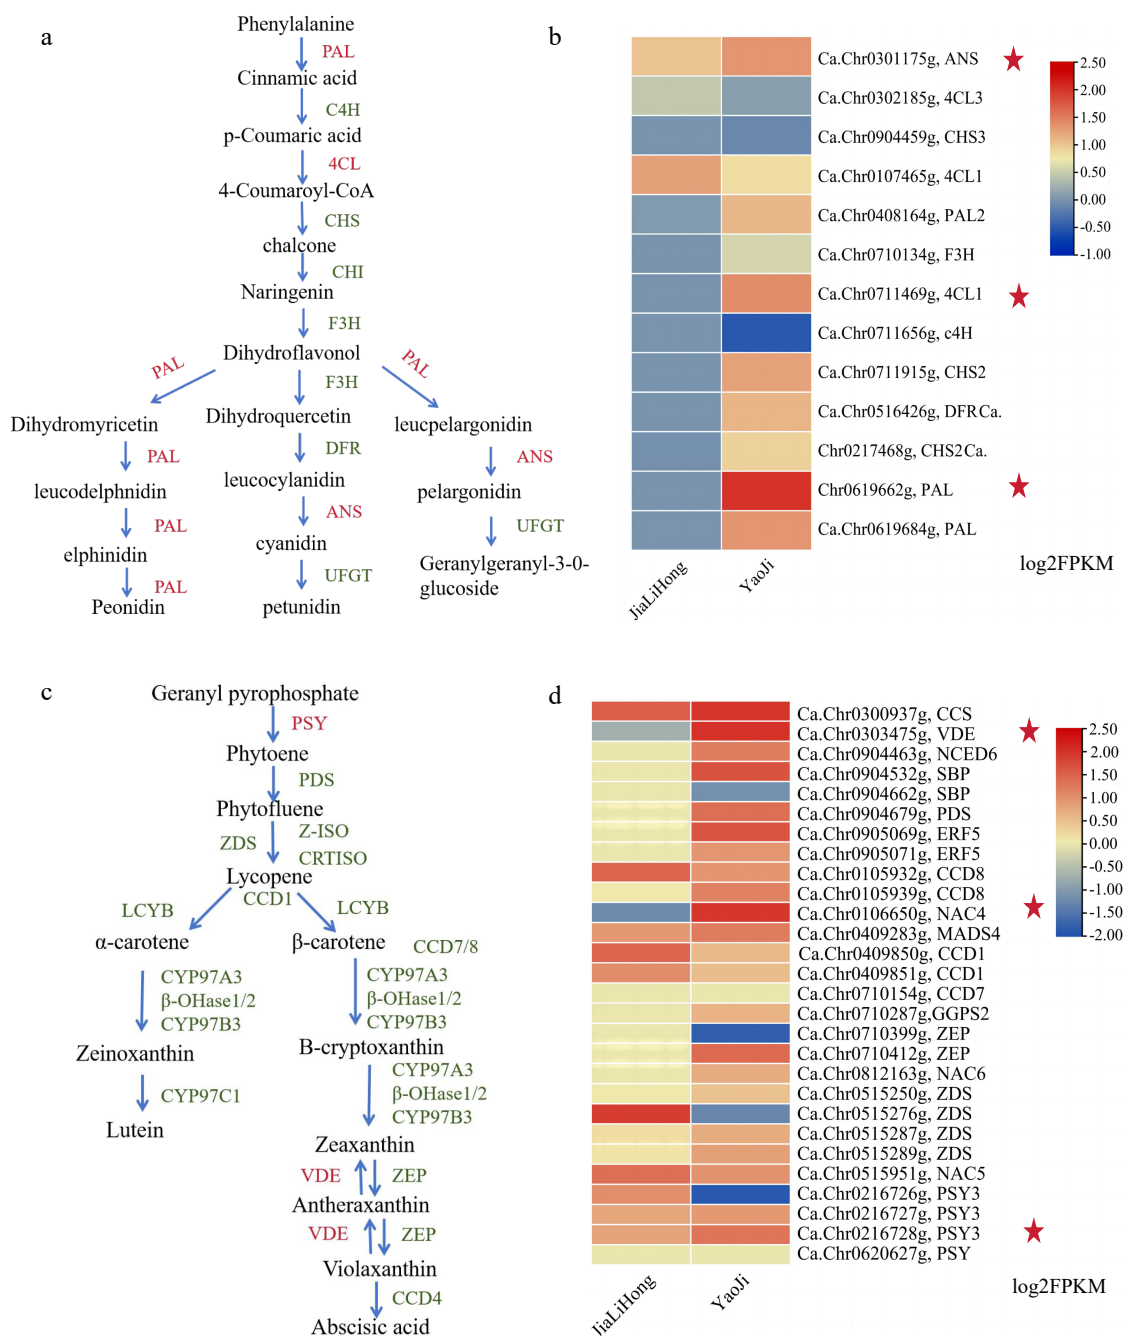 a
Phenylalanine
PAL
Cinnamic acid
C4H
p-Coumaric acid
4CL
4-Coumaroyl-CoA
CHS
chalcone
CHI
Naringenin
F3H
Dihydroflavonol
PAL
F3H
PAL
Dihydromyricetin
Dihydroquercetin
leucpelargonidin
PAL
DFR
ANS
leucodelphnidin
leucocylanidin
pelargonidin
PAL
ANS
UFGT
elphinidin
cyanidin
Geranylgeranyl-3-0-
glucoside
PAL
UFGT
Peonidin
petunidin
b
Ca.Chr0301175g, ANS
Ca.Chr0302185g, 4CL3
Ca.Chr0904459g, CHS3
Ca.Chr0107465g, 4CL1
Ca.Chr0408164g, PAL2
Ca.Chr0710134g, F3H
Ca.Chr0711469g, 4CL1
Ca.Chr0711656g, c4H
Ca.Chr0711915g, CHS2
Ca.Chr0516426g, DFRCa.
Chr0217468g, CHS2Ca.
Chr0619662g, PAL
Ca.Chr0619684g, PAL
JiaLiHong
YaoJi
2.50
2.00
1.50
1.00
0.50
0.00
-0.50
-1.00
log2FPKM
c
Geranyl pyrophosphate
PSY
Phytoene
PDS
Phytofluene
ZDS
Z-ISO
CRTISO
Lycopene
CCD1
LCYB
LCYB
α-carotene
β-carotene
CCD7/8
CYP97A3
β-OHase1/2
CYP97B3
CYP97A3
β-OHase1/2
CYP97B3
Zeinoxanthin
B-cryptoxanthin
CYP97C1
CYP97A3
β-OHase1/2
CYP97B3
Lutein
Zeaxanthin
VDE
ZEP
Antheraxanthin
VDE
ZEP
Violaxanthin
CCD4
Abscisic acid
d
Ca.Chr0300937g, CCS
Ca.Chr0303475g, VDE
Ca.Chr0904463g, NCED6
Ca.Chr0904532g, SBP
Ca.Chr0904662g, SBP
Ca.Chr0904679g, PDS
Ca.Chr0905069g, ERF5
Ca.Chr0905071g, ERF5
Ca.Chr0105932g, CCD8
Ca.Chr0105939g, CCD8
Ca.Chr0106650g, NAC4
Ca.Chr0409283g, MADS4
Ca.Chr0409850g, CCD1
Ca.Chr0409851g, CCD1
Ca.Chr0710154g, CCD7
Ca.Chr0710287g,GGPS2
Ca.Chr0710399g, ZEP
Ca.Chr0710412g, ZEP
Ca.Chr0812163g, NAC6
Ca.Chr0515250g, ZDS
Ca.Chr0515276g, ZDS
Ca.Chr0515287g, ZDS
Ca.Chr0515289g, ZDS
Ca.Chr0515951g, NAC5
Ca.Chr0216726g, PSY3
Ca.Chr0216727g, PSY3
Ca.Chr0216728g, PSY3
Ca.Chr0620627g, PSY
JiaLiHong
YaoJi
2.50
2.00
1.50
1.00
0.50
0.00
-0.50
-1.00
-1.50
-2.00
log2FPKM